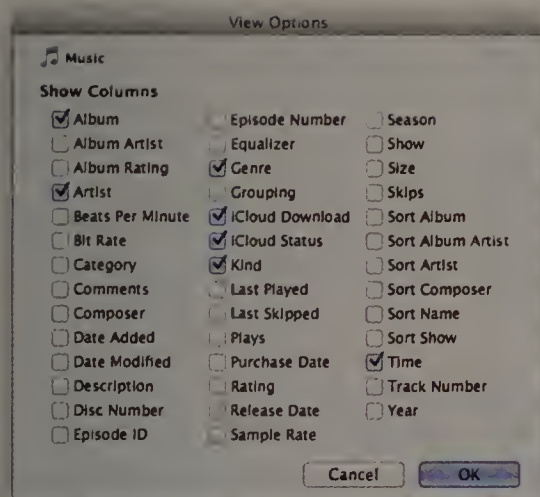 View Options
Music
Show Columns
Album
Album Artist
Album Rating
Artist
Beats Per Minute
Bit Rate
Category
Comments
Composer
Date Added
Date Modified
Description
Disc Number
Episode ID
Episode Number
Equalizer
Genre
Grouping
iCloud Download
iCloud Status
Kind
Last Played
Last Skipped
Plays
Purchase Date
Rating
Release Date
Sample Rate
Season
Show
Size
Skips
Sort Album
Sort Album Artist
Sort Artist
Sort Composer
Sort Name
Sort Show
Time
Track Number
Year
Cancel
OK